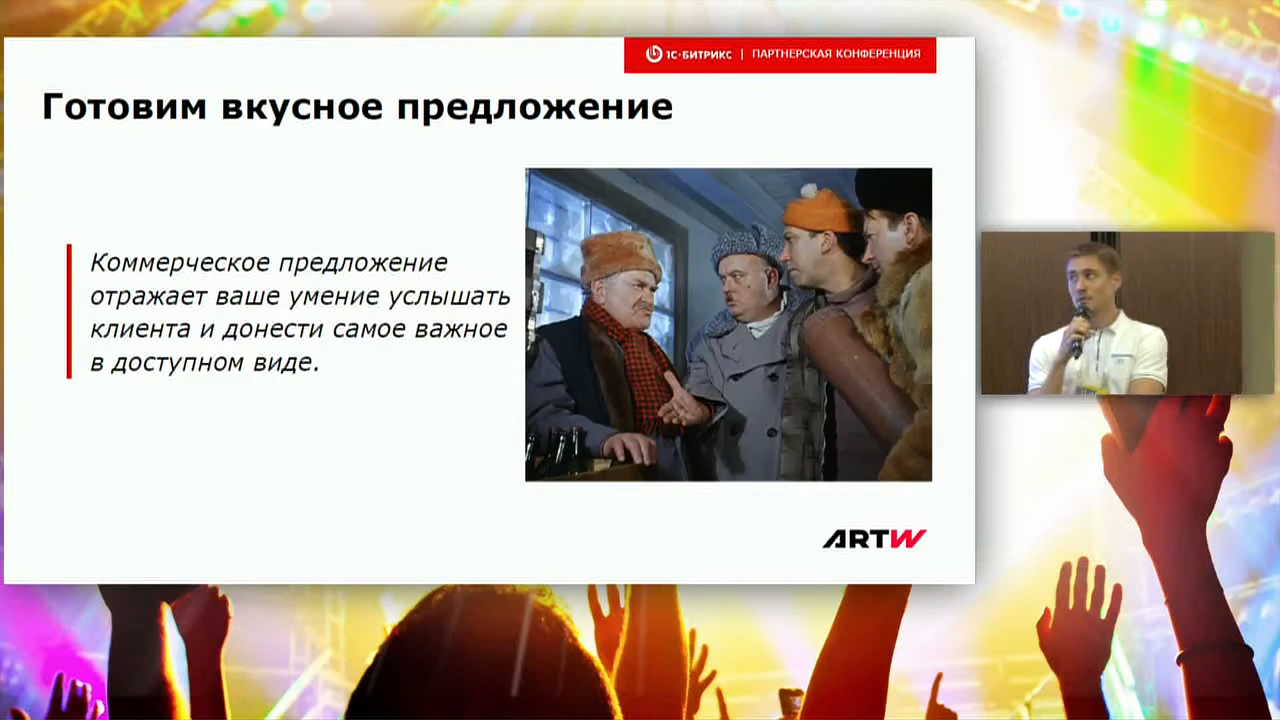 1С·БИТРИКС | ПАРТНЕРСКАЯ КОНФЕРЕНЦИЯ
Готовим вкусное предложение
Коммерческое предложение
отражает ваше умение услышать
клиента и донести самое важное
в доступном виде.
ARTW